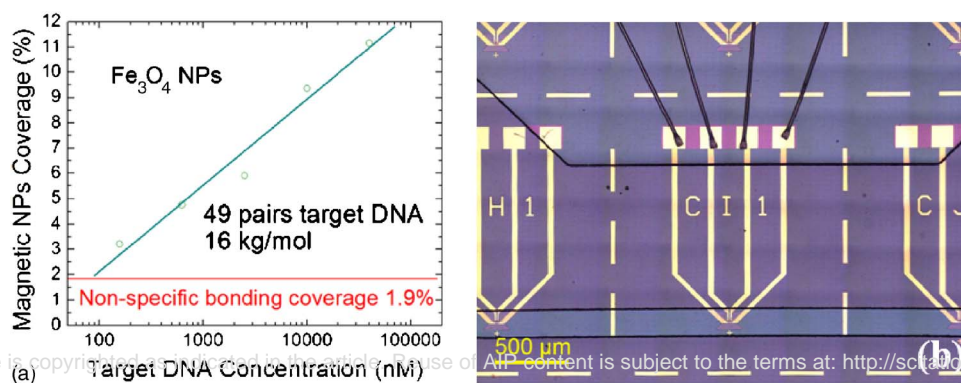 Magnetic NPs Coverage (%)
12
11
10
9
8
7
6
5
4
3
2
1
0
Fe₃O₄ NPs
49 pairs target DNA
16 kg/mol
Non-specific bonding coverage 1.9%
100 1000 10000 100000
(a) Target DNA Concentration (nM)
H 1
C I 1
C J
500 μm
(b)
is copyrighted as indicated in the article. Reuse of AIP content is subject to the terms at: http://scitation